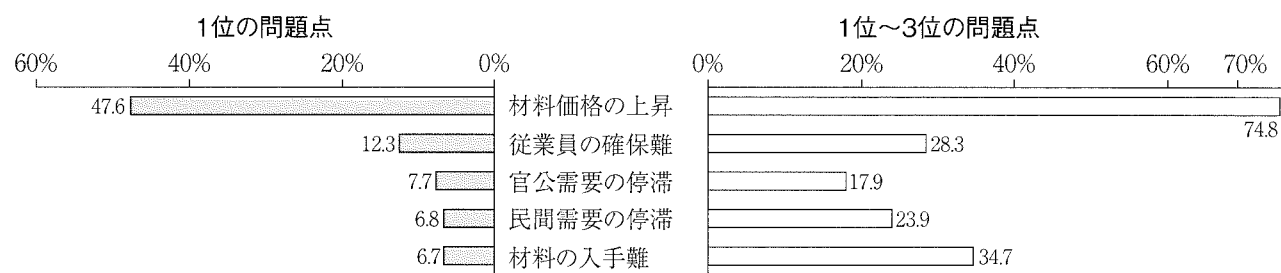 1位の問題点 1位～3位の問題点
60% 40% 20% 0% 0% 20% 40% 60% 70%
47.6 材料価格の上昇 74.8
12.3 従業員の確保難 28.3
7.7 官公需要の停滞 17.9
6.8 民間需要の停滞 23.9
6.7 材料の入手難 34.7